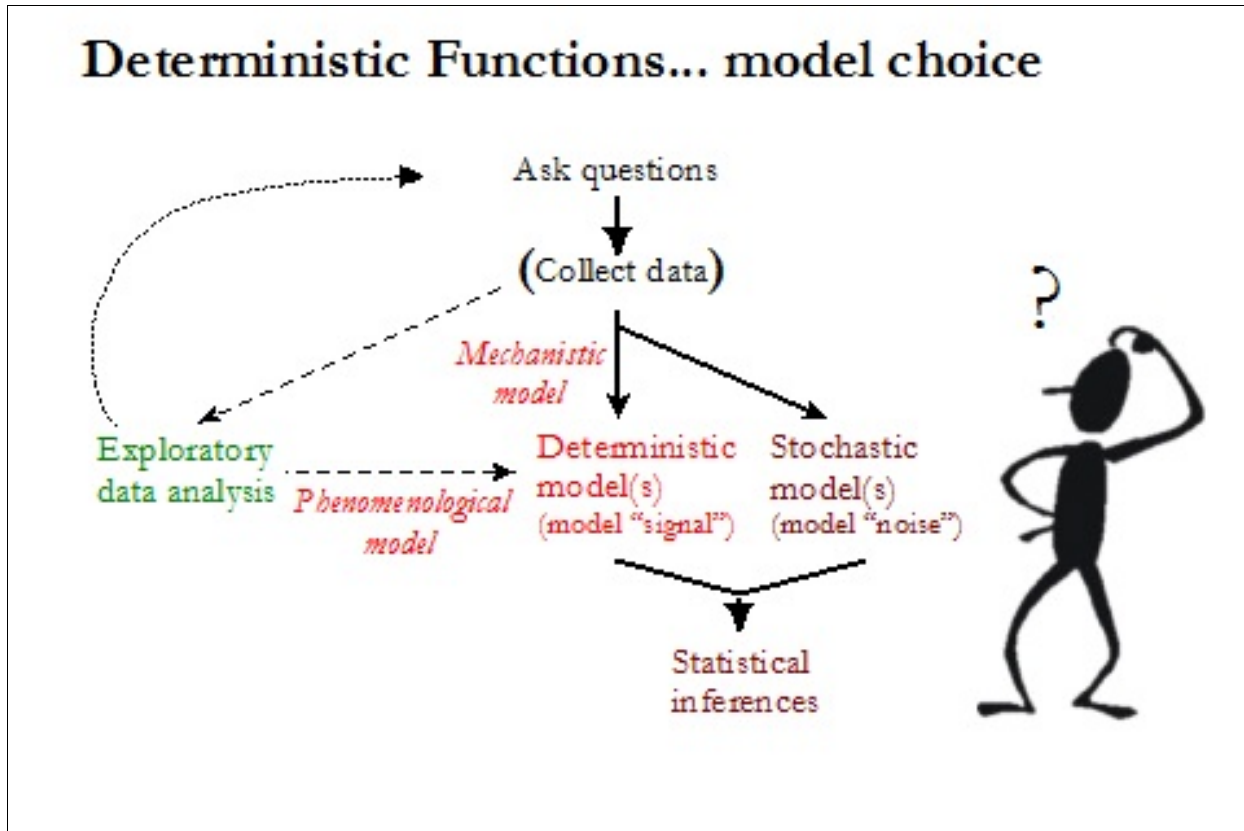 Deterministic Functions... model choice
Ask questions
(Collect data)
?
Mechanistic
model
Exploratory
data analysis
Phenomenological
model
Deterministic
model(s)
(model “signal”)
Stochastic
model(s)
(model “noise”)
Statistical
inferences